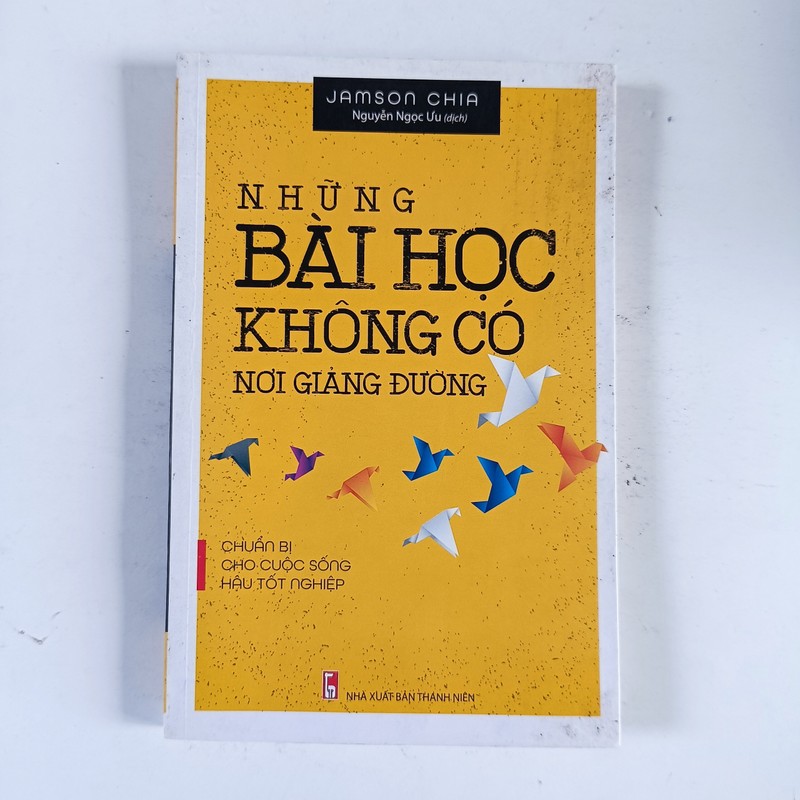 JAMSON CHIA
Nguyễn Ngọc Ưu (dịch)
NHỮNG
BÀI HỌC
KHÔNG CÓ
NƠI GIẢNG ĐƯỜNG
CHUẨN BỊ
CHO CUỘC SỐNG
HẬU TỐT NGHIỆP
NHÀ XUẤT BẢN THANH NIÊN